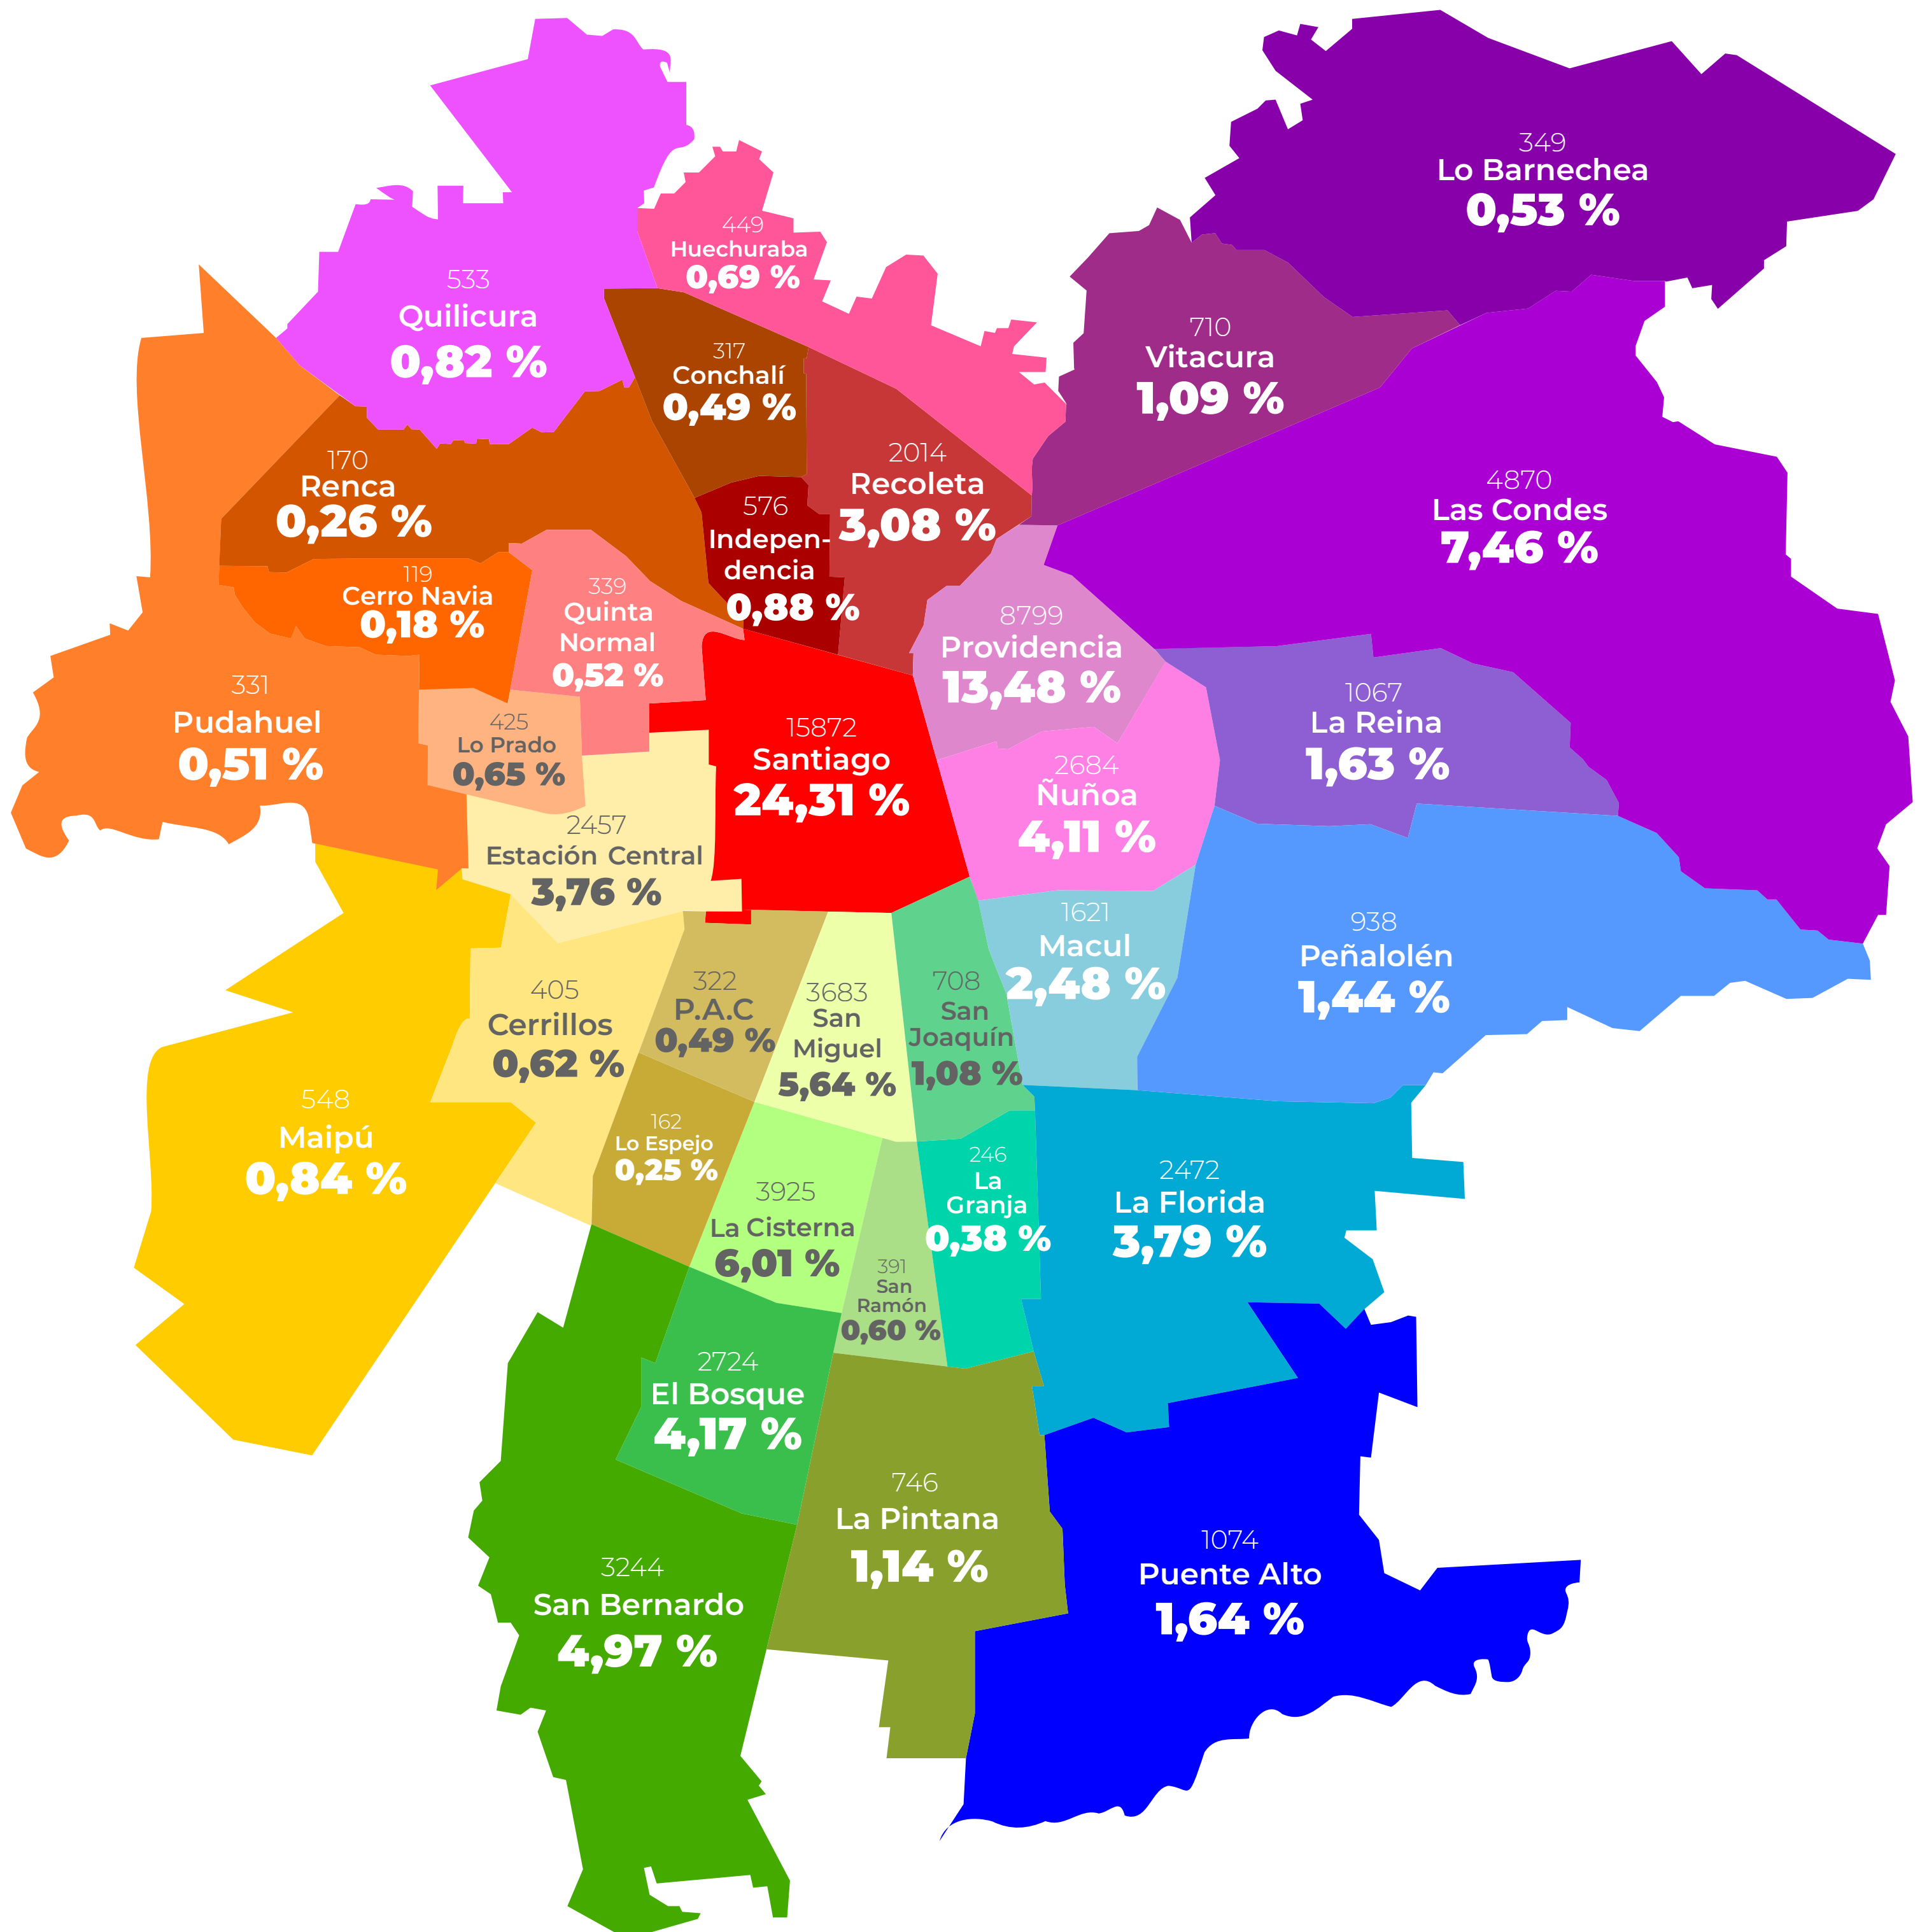 349
Lo Barnechea
0,53 %
449
Huechuraba
0,69 %
533
Quilicura
0,82 %
710
Vitacura
1,09 %
317
Conchalí
0,49 %
2014
Recoleta
3,08 %
170
Renca
0,26 %
4870
Las Condes
7,46 %
576
Indepen-
dencia
0,88 %
119
Cerro Navia
0,18 %
339
Quinta
Normal
0,52 %
8799
Providencia
13,48 %
331
Pudahuel
0,51 %
425
Lo Prado
0,65 %
15872
Santiago
24,31 %
1067
La Reina
1,63 %
2684
Ñuñoa
4,11 %
2457
Estación Central
3,76 %
1621
Macul
2,48 %
938
Peñalolén
1,44 %
405
Cerrillos
0,62 %
322
P.A.C
0,49 %
3683
San
Miguel
5,64 %
708
San
Joaquín
1,08 %
548
Maipú
0,84 %
162
Lo Espejo
0,25 %
246
La
Granja
0,38 %
2472
La Florida
3,79 %
3925
La Cisterna
6,01 %
391
San
Ramón
0,60 %
2724
El Bosque
4,17 %
746
La Pintana
1,14 %
1074
Puente Alto
1,64 %
3244
San Bernardo
4,97 %